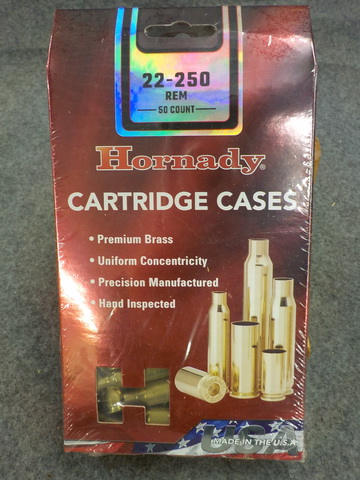 22-250
REM
50 COUNT
Hornady®
CARTRIDGE CASES
• Premium Brass
• Uniform Concentricity
• Precision Manufactured
• Hand Inspected
H
USA
MADE IN THE U.S.A